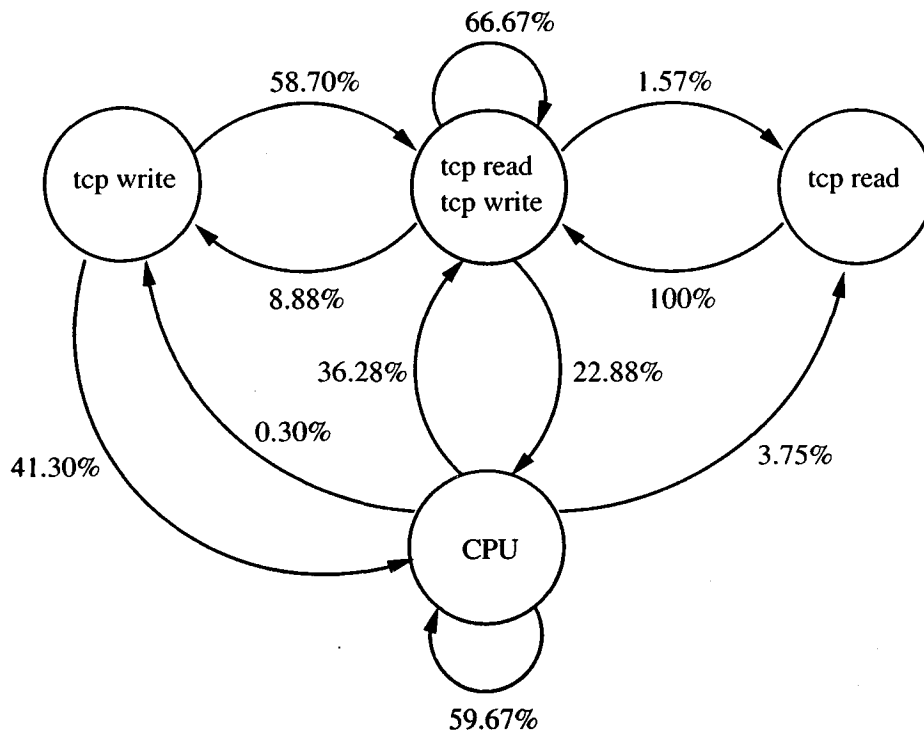 66.67%
58.70%
1.57%
tcp write
tcp read
tcp write
tcp read
8.88%
100%
36.28%
22.88%
0.30%
41.30%
3.75%
CPU
59.67%